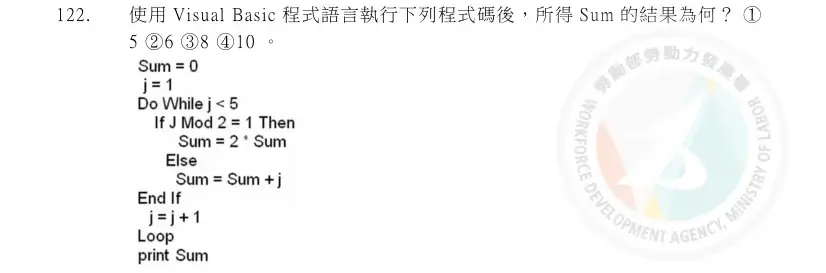 122. 使用 Visual Basic 程式語言執行下列程式碼後，所得 Sum 的結果為何？ ①
5 ②6 ③8 ④10 。
Sum = 0
j = 1
Do While j < 5
If J Mod 2 = 1 Then
Sum = 2 * Sum
Else
Sum = Sum + j
End If
j = j + 1
Loop
print Sum
勞動部勞動力發展署
WORKFORCE DEVELOPMENT AGENCY, MINISTRY OF LABOR